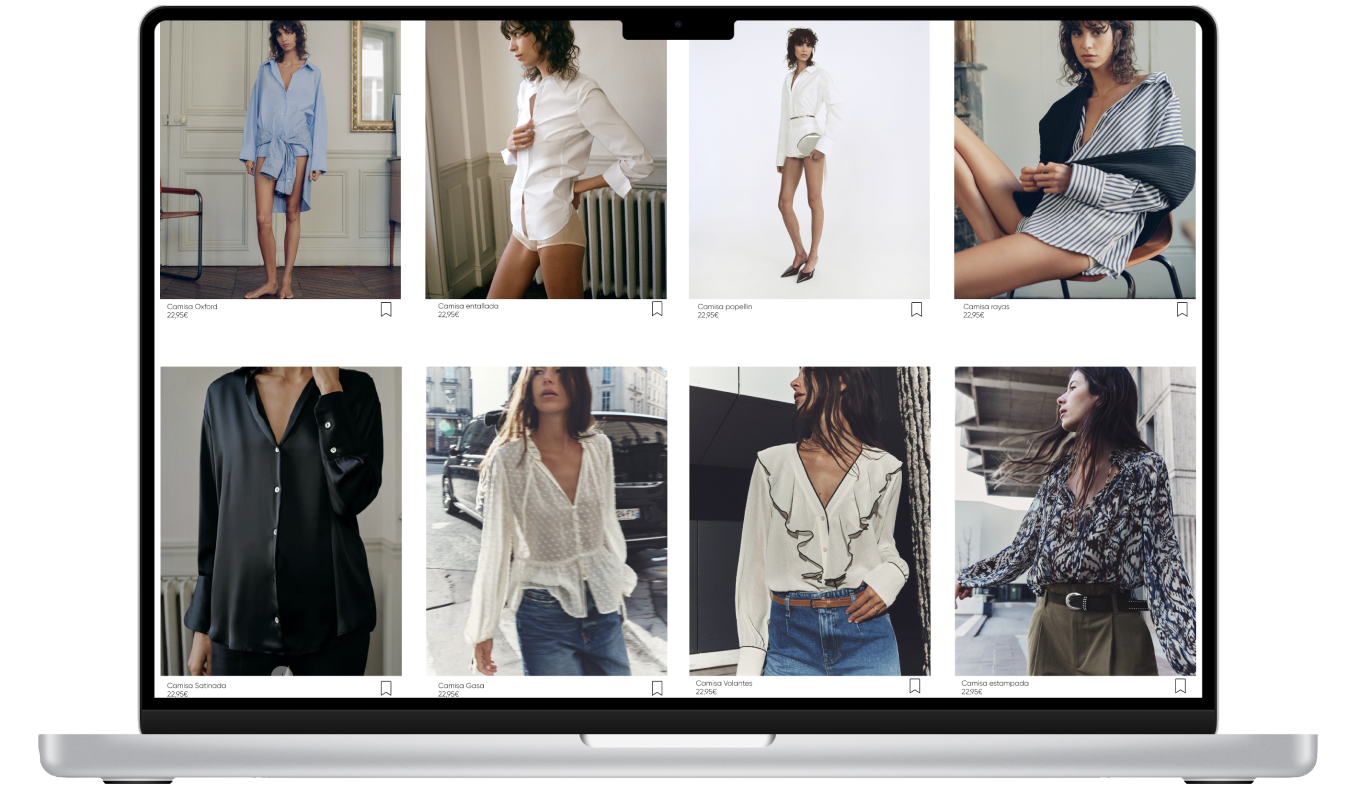 Camisa Oxford
22,95€
Camisa entallada
22,95€
Camisa popellín
22,95€
Camisa rayas
22,95€
Camisa Satinada
22,95€
Camisa Gasa
22,95€
Camisa Volantes
22,95€
Camisa estampada
22,95€